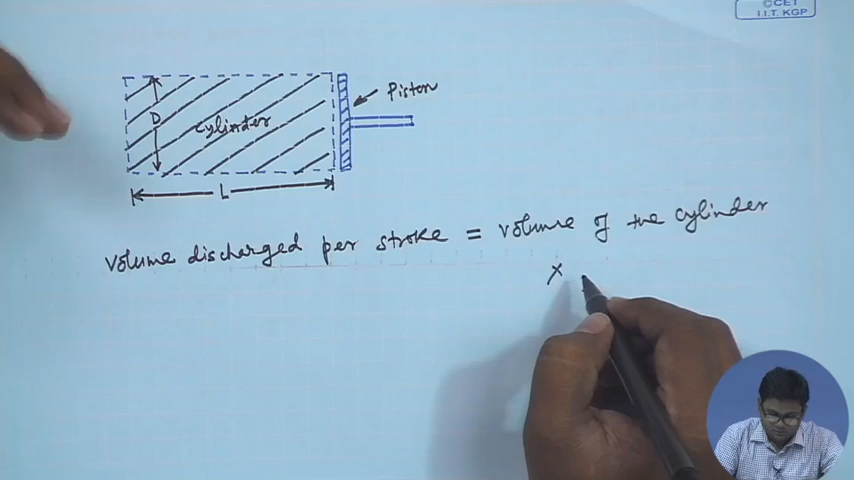 ©CET
I.I.T. KGP
Piston
D
cylinder
L
volume discharged per stroke = volume of the cylinder
×